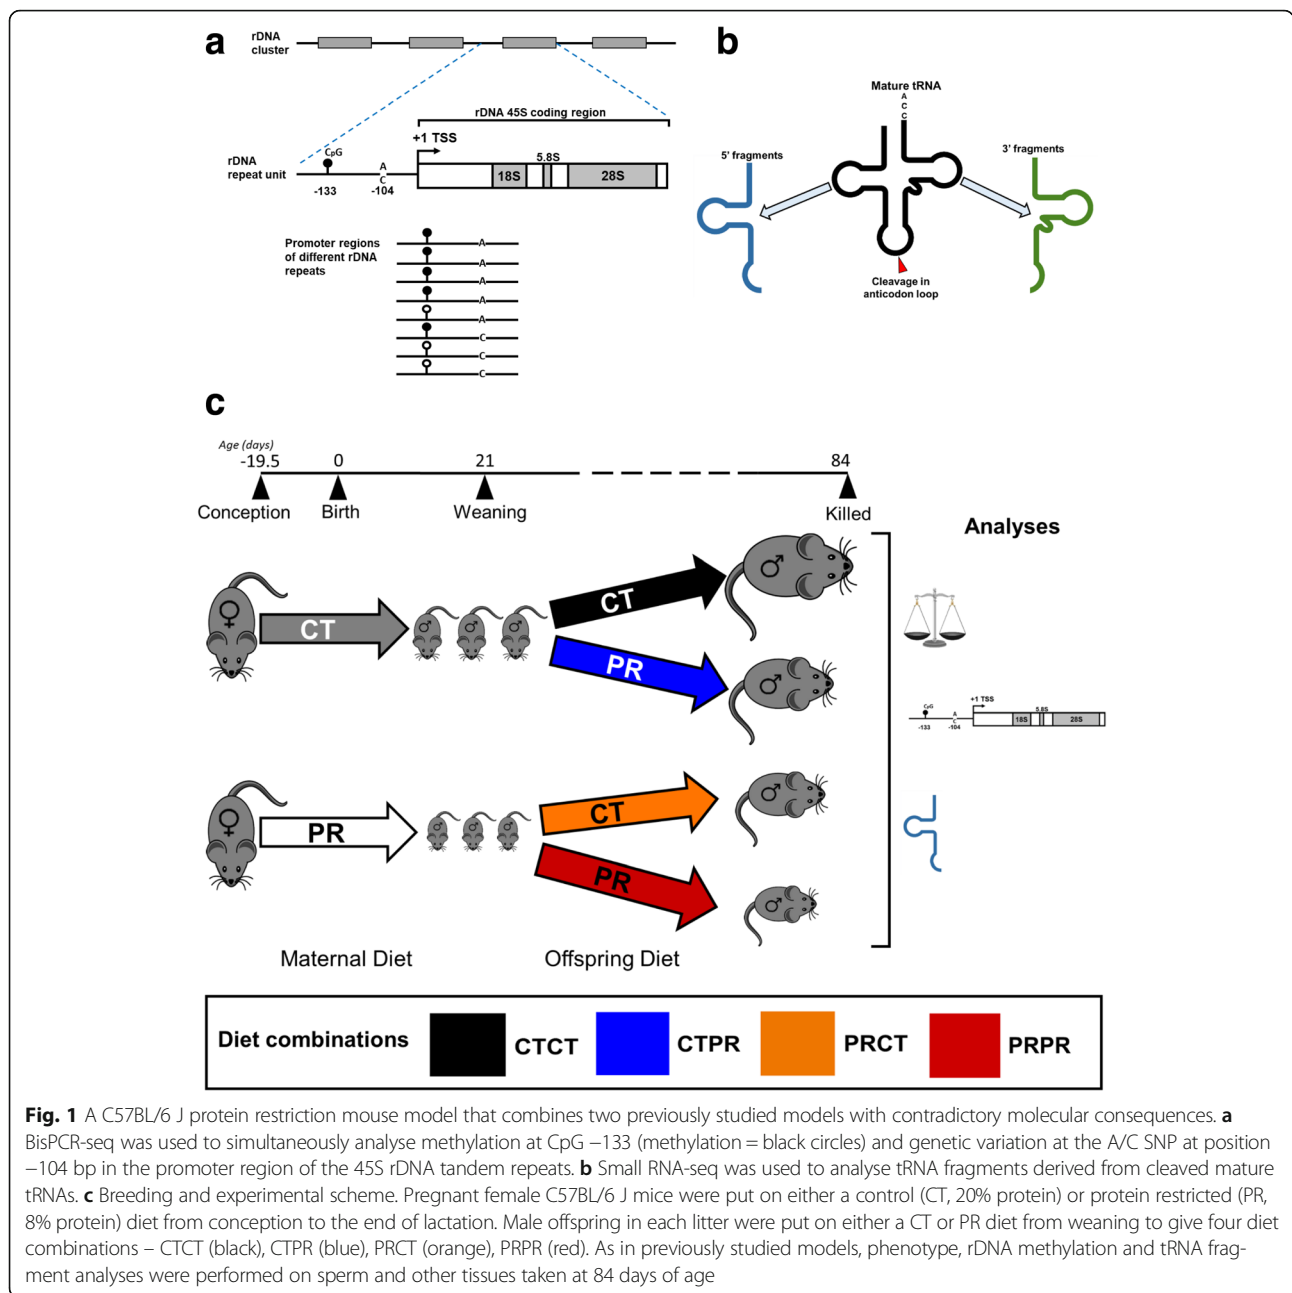 a
rDNA
cluster
rDNA 45S coding region
+1 TSS
rDNA
repeat unit
CpG
-133
A
C
-104
5.8S
18S
28S
Promoter regions
of different rDNA
repeats
A
A
A
A
A
C
C
C
b
Mature tRNA
A
C
C
5' fragments
3' fragments
Cleavage in
anticodon loop
c
Age (days)
-19.5
0
21
84
Conception
Birth
Weaning
Killed
Analyses
♀
CT
♂
♂
♂
CT
♂
PR
♂
+1 TSS
CpG
-133
A
C
-104
5.8S
18S
28S
♀
PR
♂
♂
♂
CT
♂
PR
♂
Maternal Diet
Offspring Diet
Diet combinations
CTCT
CTPR
PRCT
PRPR
Fig. 1 A C57BL/6 J protein restriction mouse model that combines two previously studied models with contradictory molecular consequences. a
BisPCR-seq was used to simultaneously analyse methylation at CpG −133 (methylation = black circles) and genetic variation at the A/C SNP at position
−104 bp in the promoter region of the 45S rDNA tandem repeats. b Small RNA-seq was used to analyse tRNA fragments derived from cleaved mature
tRNAs. c Breeding and experimental scheme. Pregnant female C57BL/6 J mice were put on either a control (CT, 20% protein) or protein restricted (PR,
8% protein) diet from conception to the end of lactation. Male offspring in each litter were put on either a CT or PR diet from weaning to give four diet
combinations – CTCT (black), CTPR (blue), PRCT (orange), PRPR (red). As in previously studied models, phenotype, rDNA methylation and tRNA frag-
ment analyses were performed on sperm and other tissues taken at 84 days of age